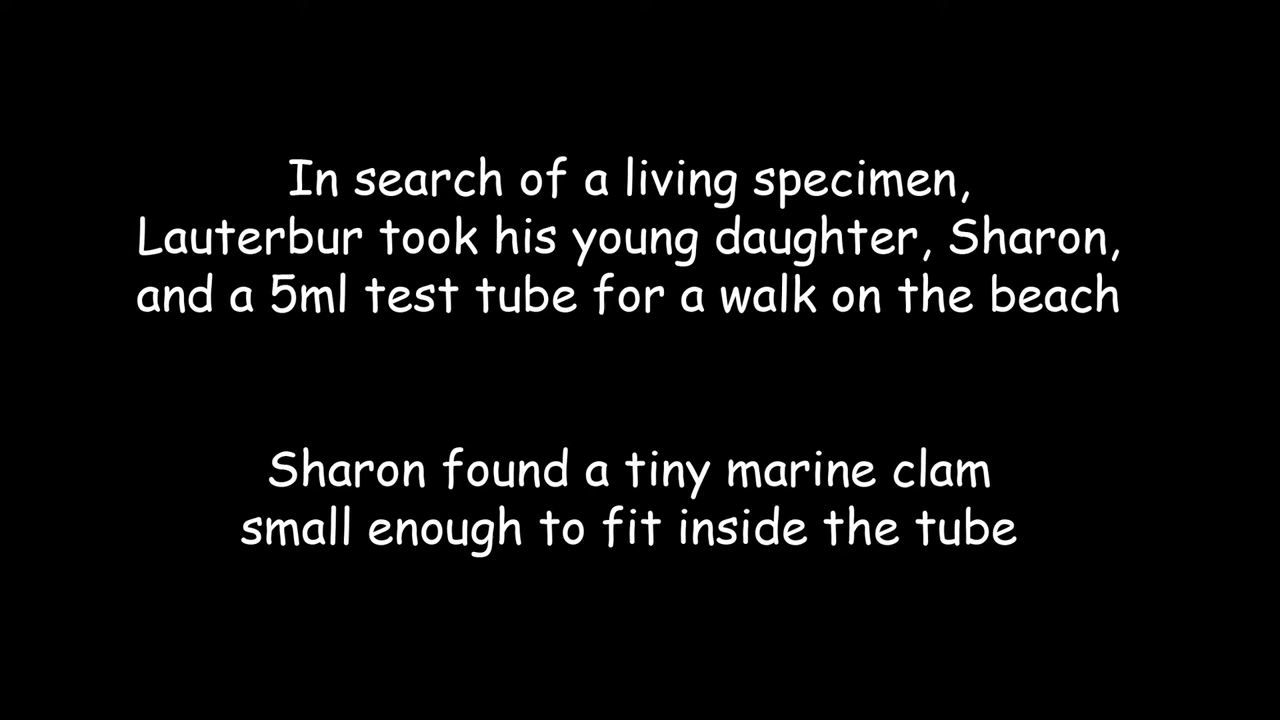 In search of a living specimen,
Lauterbur took his young daughter, Sharon,
and a 5ml test tube for a walk on the beach
Sharon found a tiny marine clam
small enough to fit inside the tube